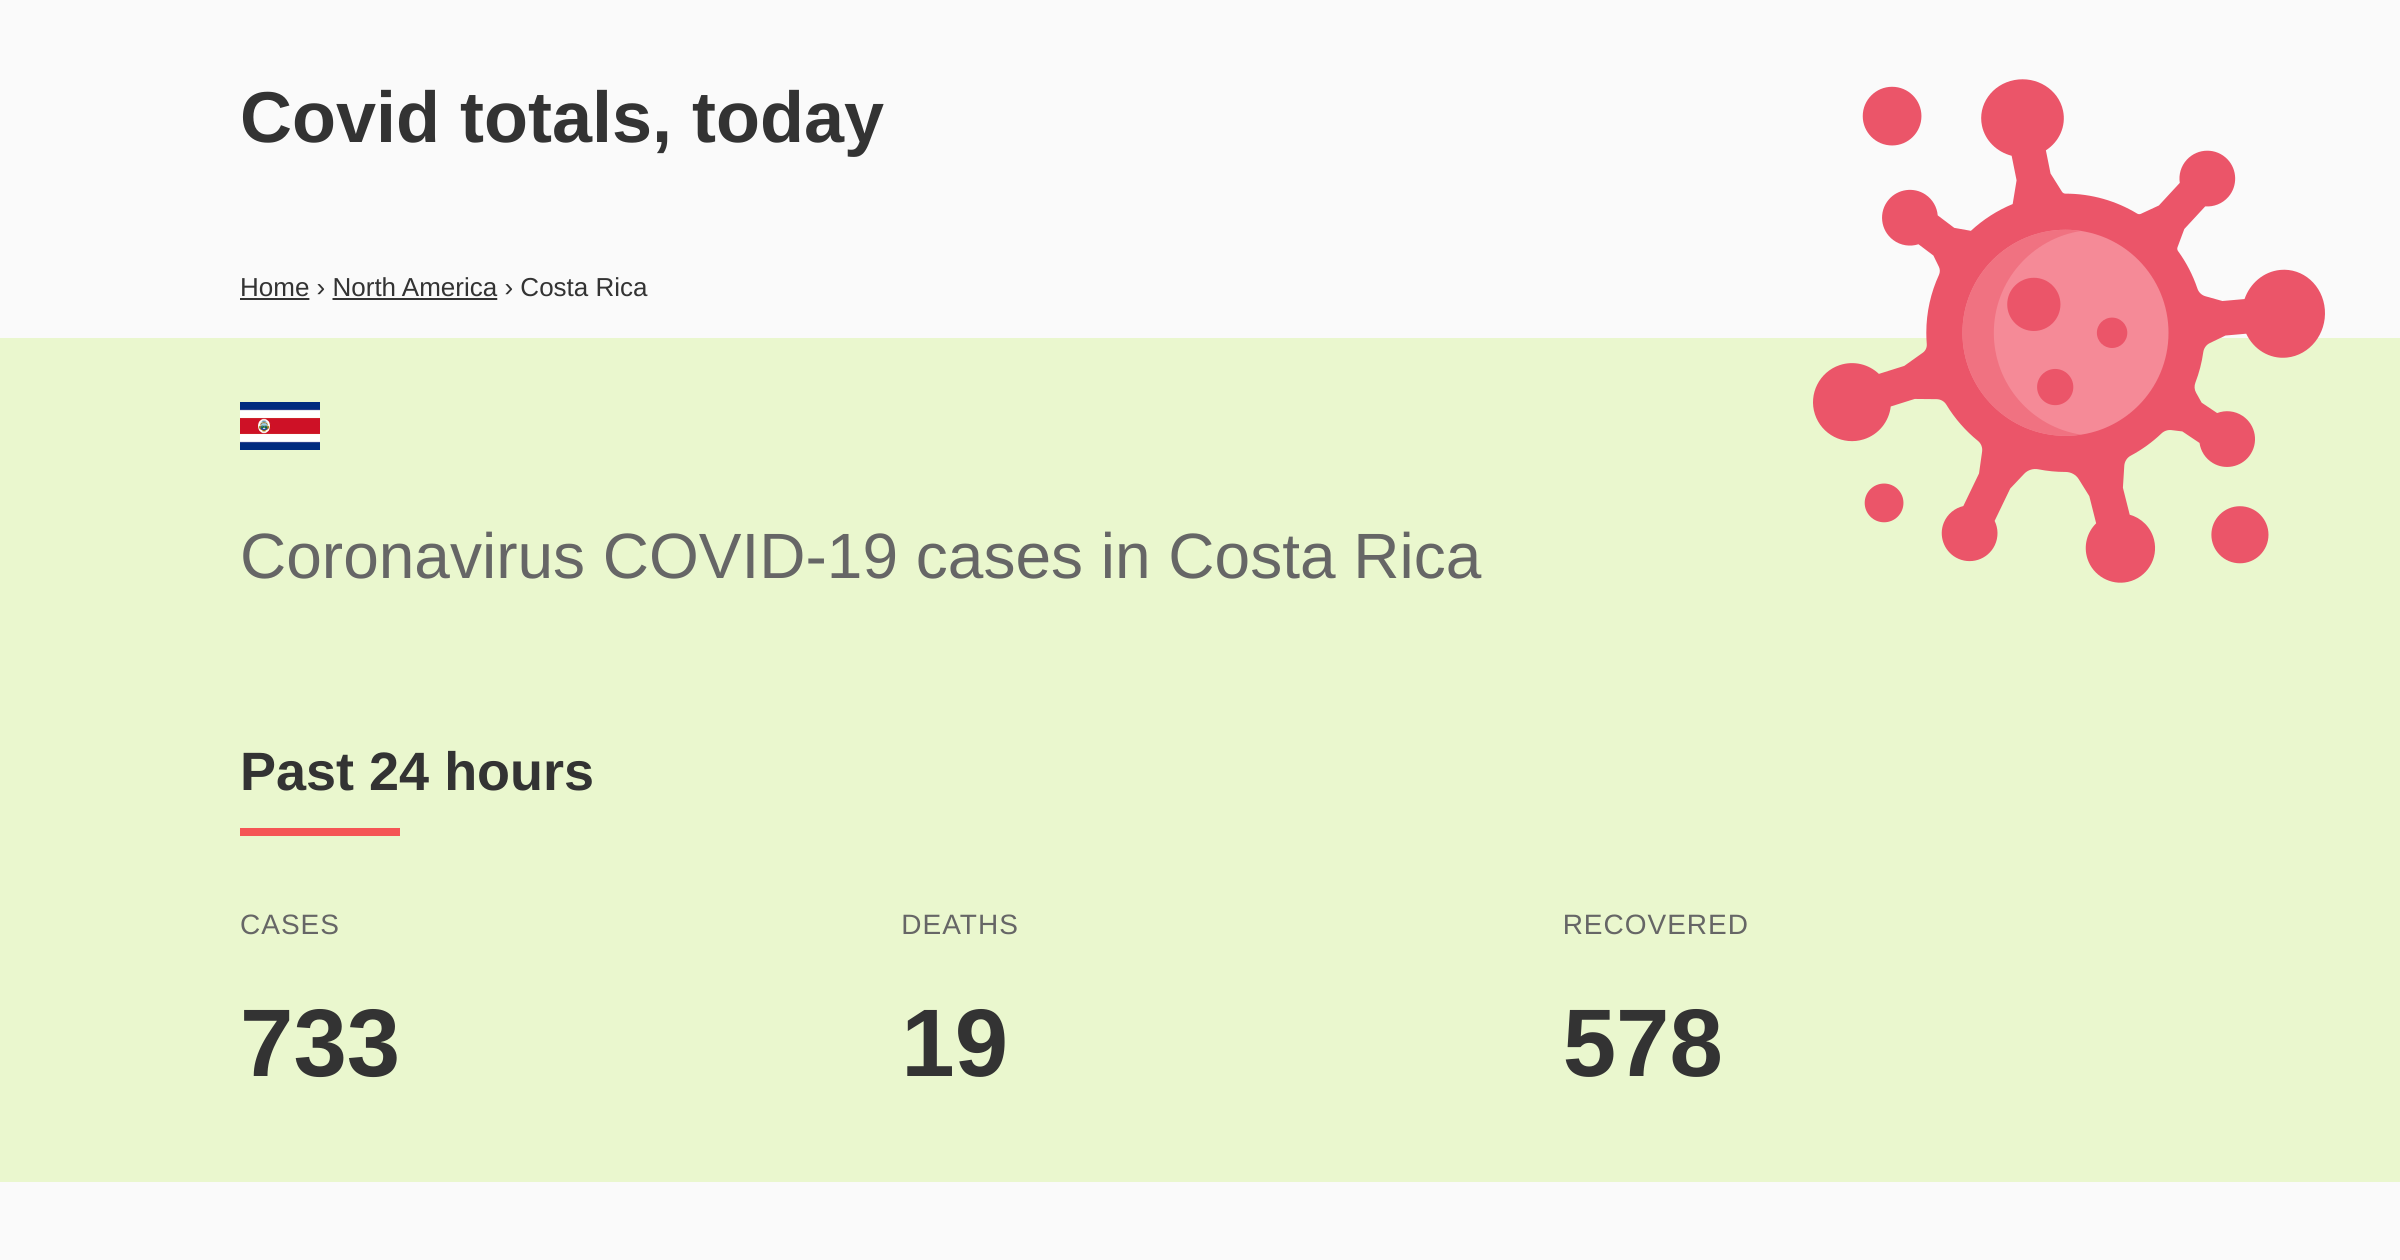 Covid totals, today
Home › North America › Costa Rica
Coronavirus COVID-19 cases in Costa Rica
Past 24 hours
CASES DEATHS RECOVERED
733 19 578